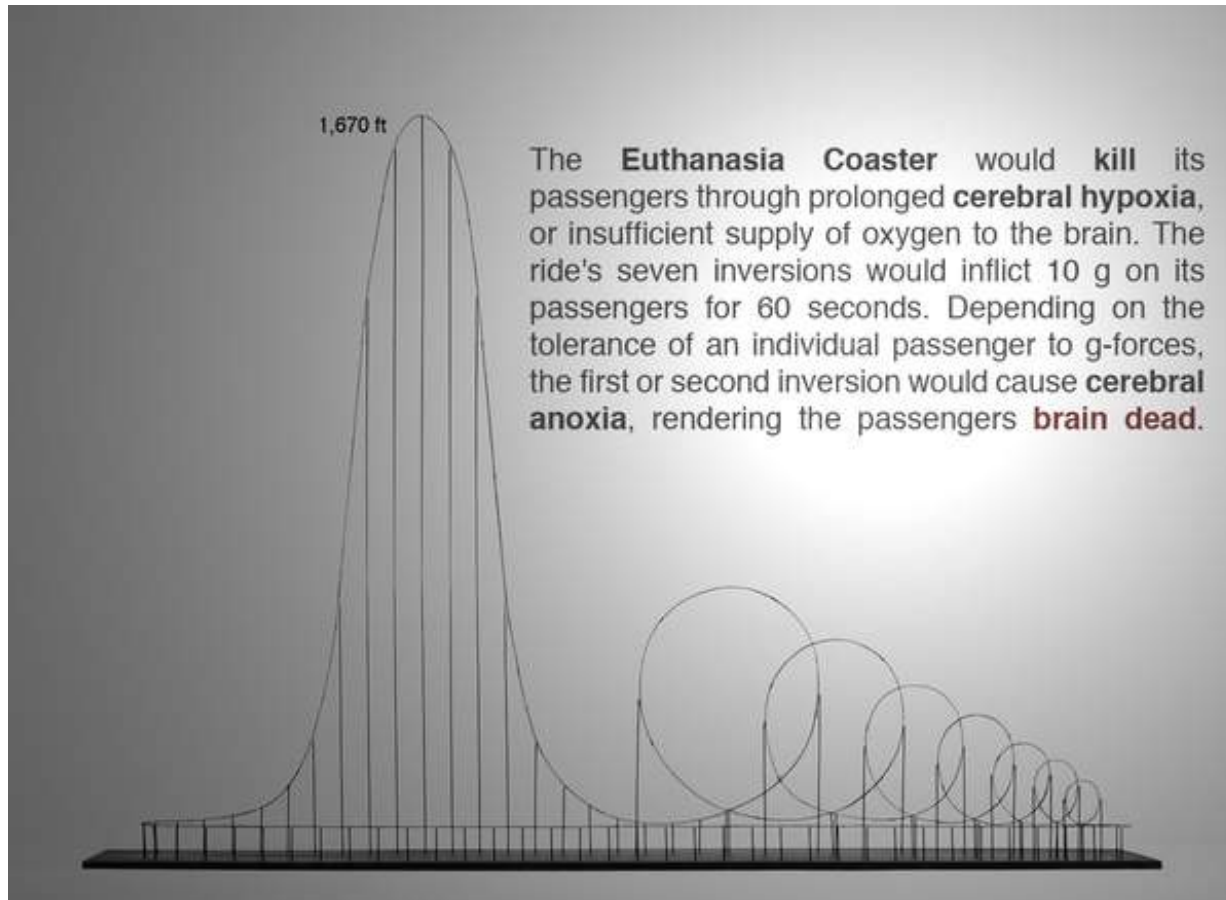 1,670 ft
The Euthanasia Coaster would kill its
passengers through prolonged cerebral hypoxia,
or insufficient supply of oxygen to the brain. The
ride's seven inversions would inflict 10 g on its
passengers for 60 seconds. Depending on the
tolerance of an individual passenger to g-forces,
the first or second inversion would cause cerebral
anoxia, rendering the passengers brain dead.